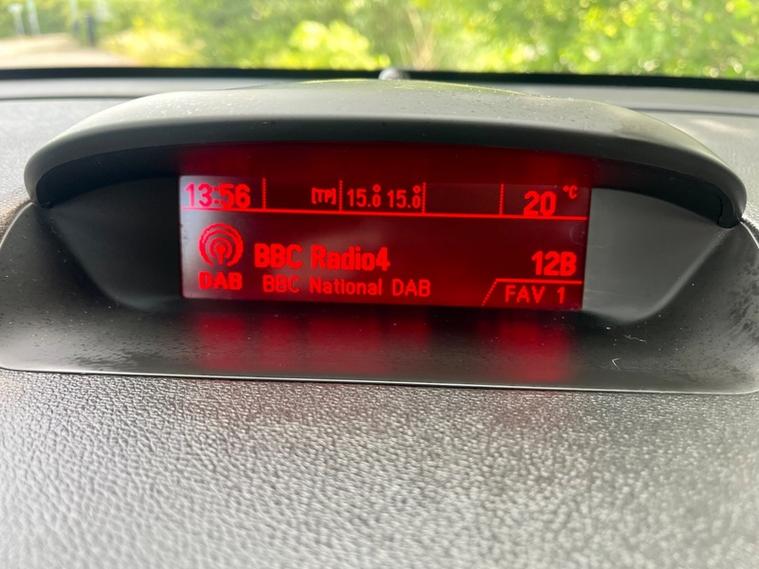 13:56 [TP] 15.0 15.0 20 °C
BBC Radio4 12B
DAB BBC National DAB FAV 1